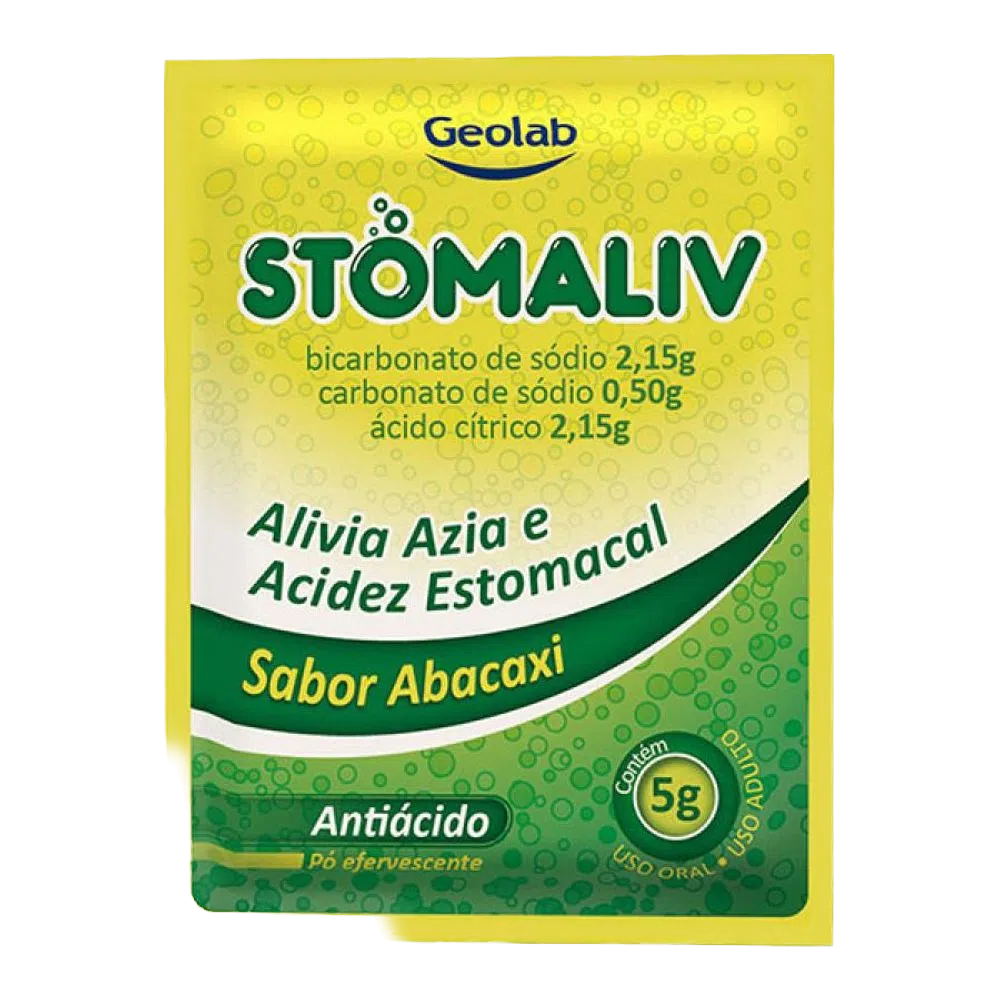 Geolab
STOMALIV
bicarbonato de sódio 2,15g
carbonato de sódio 0,50g
ácido cítrico 2,15g
Alivia Azia e
Acidez Estomacal
Sabor Abacaxi
Antiácido
Pó efervescente
Contém
5g
USO ORAL • USO ADULTO